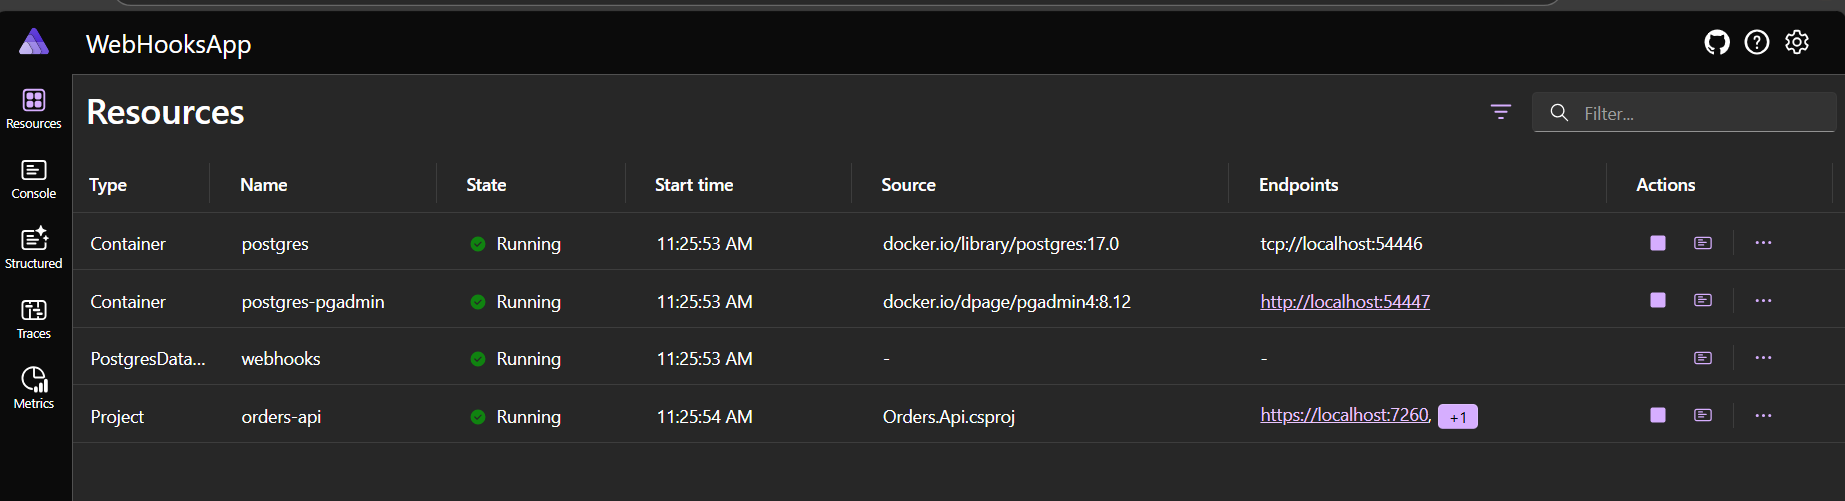 WebHooksApp
Resources
Filter...
Resources
Console
Structured
Traces
Metrics
Type Name State Start time Source Endpoints Actions
Container postgres Running 11:25:53 AM docker.io/library/postgres:17.0 tcp://localhost:54446
Container postgres-pgadmin Running 11:25:53 AM docker.io/dpage/pgadmin4:8.12 http://localhost:54447
PostgresData... webhooks Running 11:25:53 AM - -
Project orders-api Running 11:25:54 AM Orders.Api.csproj https://localhost:7260, +1